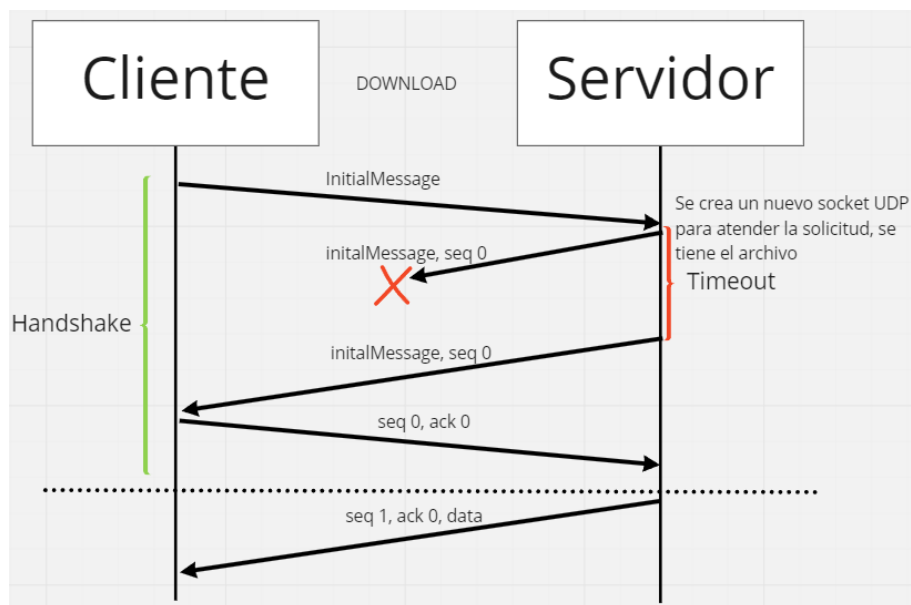 Cliente
DOWNLOAD
Servidor
InitialMessage
Se crea un nuevo socket UDP
para atender la solicitud, se
tiene el archivo
initalMessage, seq 0
Timeout
Handshake
initalMessage, seq 0
seq 0, ack 0
seq 1, ack 0, data